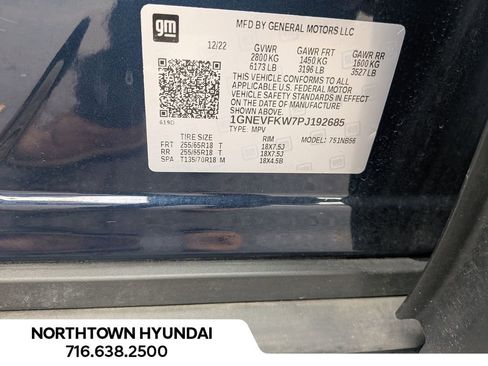 gm
MFD BY GENERAL MOTORS LLC
12/22 GVWR GAWR FRT GAWR RR
2800 KG 1450 KG 1600 KG
6173 LB 3196 LB 3527 LB
THIS VEHICLE CONFORMS TO ALL
APPLICABLE U.S. FEDERAL MOTOR
VEHICLE SAFETY STANDARDS IN EFFECT
ON THE DATE OF MANUFACTURE
SHOWN ABOVE.
1GNEVFKW7PJ192685
619D TYPE: MPV MODEL: 751NB56
TIRE SIZE RIM
FRT 255/65R18 T 18X7.5J
RR 255/65R18 T 18X7.5J
SPA T135/70R18 M 18X4.5B
NORTHTOWN HYUNDAI
716.638.2500